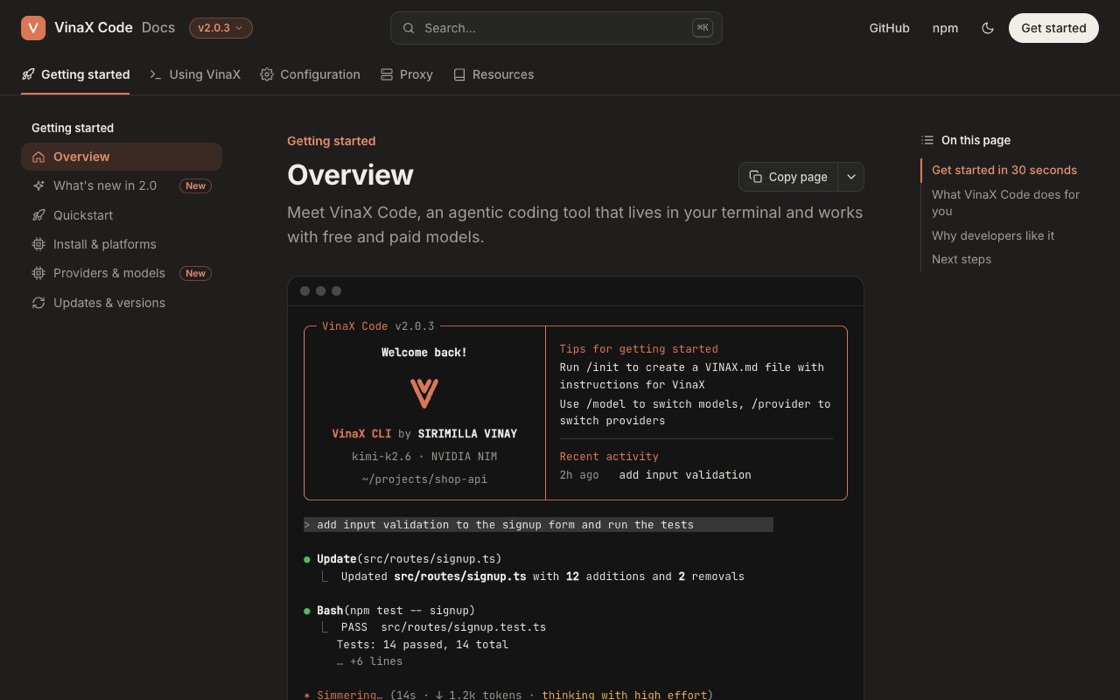 VinaX Code Docs v2.0.3
Search... ⌘K
GitHub npm Get started
Getting started Using VinaX Configuration Proxy Resources
Getting started
Overview
What's new in 2.0 New
Quickstart
Install & platforms
Providers & models New
Updates & versions
Getting started
Overview
Copy page
Meet VinaX Code, an agentic coding tool that lives in your terminal and works
with free and paid models.
VinaX Code v2.0.3
Welcome back!
VinaX CLI by SIRIMILLA VINAY
kimi-k2.6 · NVIDIA NIM
~/projects/shop-api
Tips for getting started
Run /init to create a VINAX.md file with
instructions for VinaX
Use /model to switch models, /provider to
switch providers
Recent activity
2h ago add input validation
> add input validation to the signup form and run the tests
● Update(src/routes/signup.ts)
⎿ Updated src/routes/signup.ts with 12 additions and 2 removals
● Bash(npm test -- signup)
⎿ PASS src/routes/signup.test.ts
Tests: 14 passed, 14 total
… +6 lines
✶ Simmering… (14s · ↓ 1.2k tokens · thinking with high effort)
On this page
Get started in 30 seconds
What VinaX Code does for
you
Why developers like it
Next steps